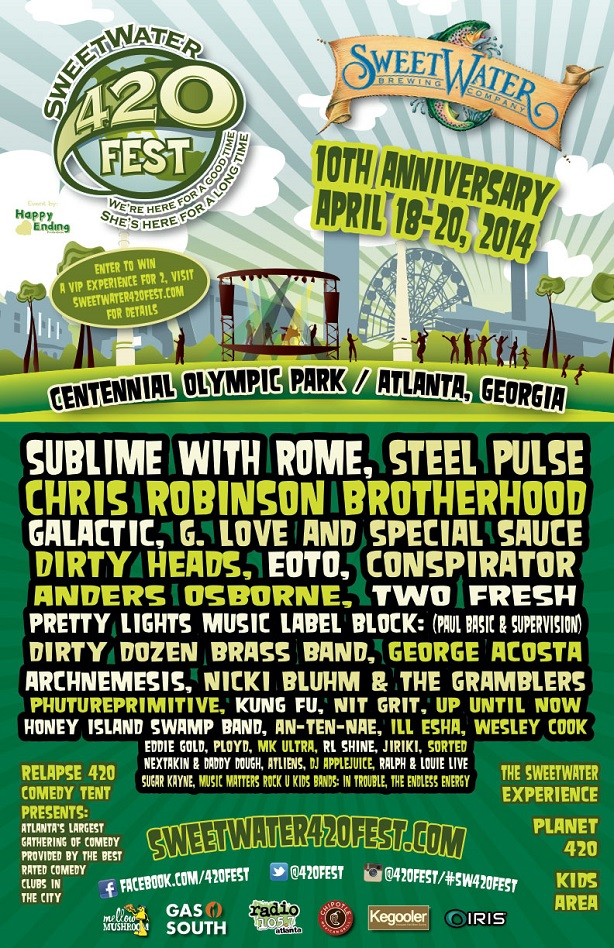 SWEETWATER
420
FEST
WE'RE HERE FOR A GOOD TIME
SHE'S HERE FOR A LONG TIME
SWEETWATER
BREWING COMPANY
10TH ANNIVERSARY
APRIL 18-20, 2014
Happy
Ending
ENTER TO WIN
A VIP EXPERIENCE FOR 2, VISIT
SWEETWATER420FEST.COM
FOR DETAILS
CENTENNIAL OLYMPIC PARK / ATLANTA, GEORGIA
SUBLIME WITH ROME, STEEL PULSE
CHRIS ROBINSON BROTHERHOOD
GALACTIC, G. LOVE AND SPECIAL SAUCE
DIRTY HEADS, EOTO, CONSPIRATOR
ANDERS OSBORNE, TWO FRESH
PRETTY LIGHTS MUSIC LABEL BLOCK: (PAUL BASIC & SUPERVISION)
DIRTY DOZEN BRASS BAND, GEORGE ACOSTA
ARCHNEMESIS, NICKI BLUHM & THE GRAMBLERS
PHUTUREPRIMITIVE, KUNG FU, NIT GRIT, UP UNTIL NOW
HONEY ISLAND SWAMP BAND, AN-TEN-NAE, ILL ESHA, WESLEY COOK
EDDIE GOLD, PLOYD, MK ULTRA, RL SHINE, JIRIKI, SORTED
NEXTAKIN & DADDY DOUGH, ATLIENS, DJ APPLEJUICE, RALPH & LOUIE LIVE
SUGAR KAYNE, MUSIC MATTERS ROCK U KIDS BANDS: IN TROUBLE, THE ENDLESS ENERGY
RELAPSE 420
COMEDY TENT
PRESENTS:
ATLANTA'S LARGEST
GATHERING OF COMEDY
PROVIDED BY THE BEST
RATED COMEDY
CLUBS IN
THE CITY
THE SWEETWATER
EXPERIENCE
PLANET
420
KIDS
AREA
SWEETWATER420FEST.COM
FACEBOOK.COM/420FEST
@420FEST
@420FEST/#SW420FEST
mellow
MUSHROOM
GAS
SOUTH
radio
105.7
atlanta
CHIPOTLE
Kegooler
IRIS